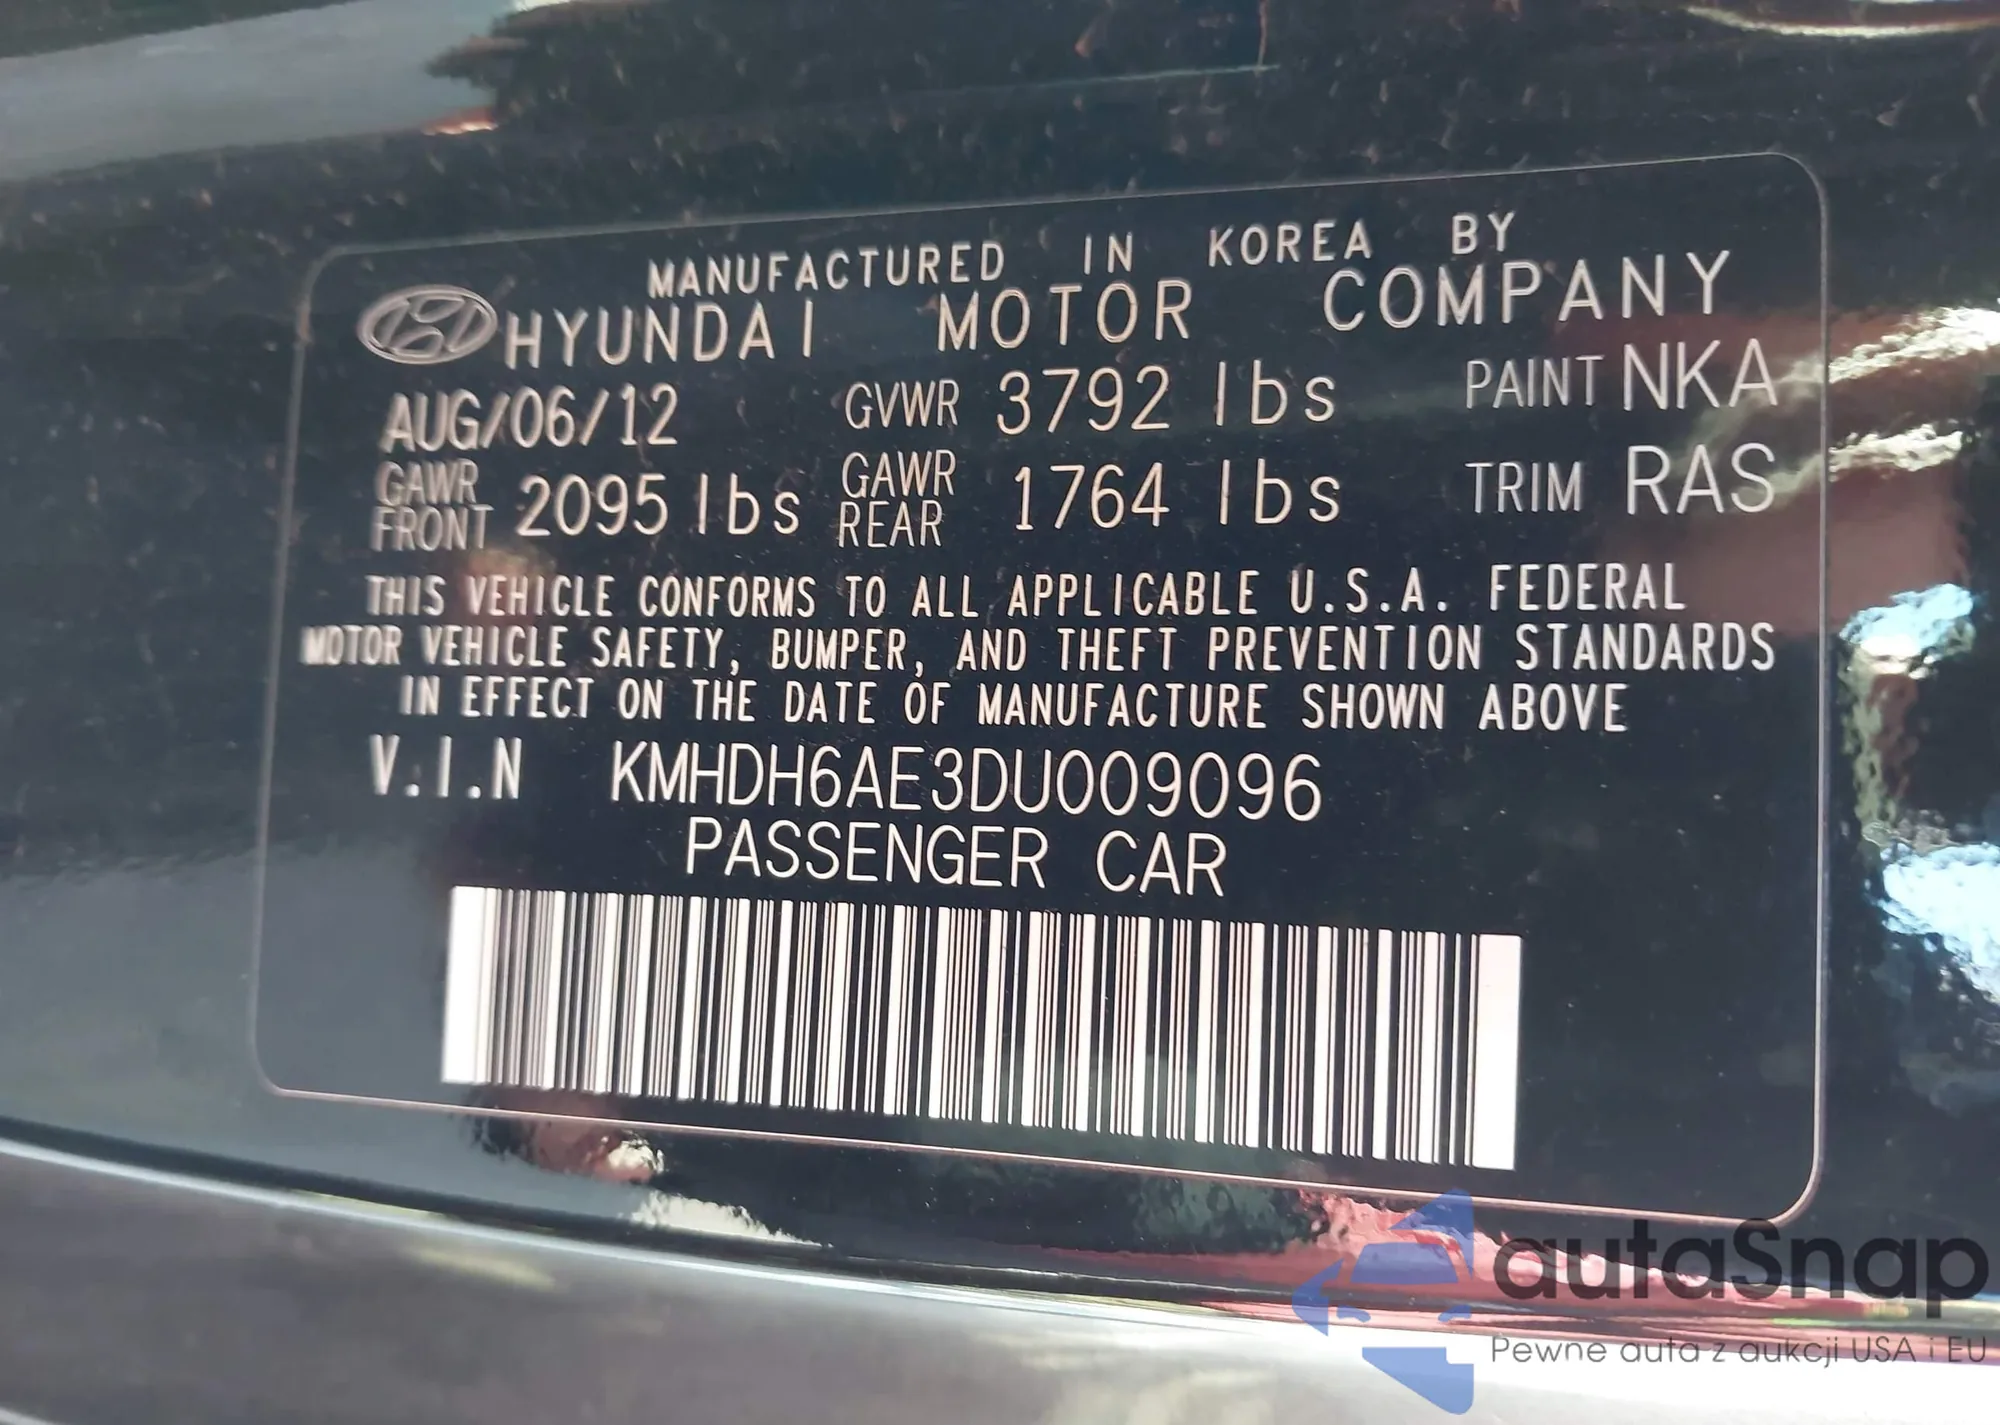 MANUFACTURED IN KOREA BY
HYUNDAI MOTOR COMPANY
AUG/06/12 GVWR 3792 lbs PAINT NKA
GAWR FRONT 2095 lbs GAWR REAR 1764 lbs TRIM RAS
THIS VEHICLE CONFORMS TO ALL APPLICABLE U.S.A. FEDERAL
MOTOR VEHICLE SAFETY, BUMPER, AND THEFT PREVENTION STANDARDS
IN EFFECT ON THE DATE OF MANUFACTURE SHOWN ABOVE
V.I.N KMHDH6AE3DU009096
PASSENGER CAR
autaSnap
Pewne auta z aukcji USA i EU